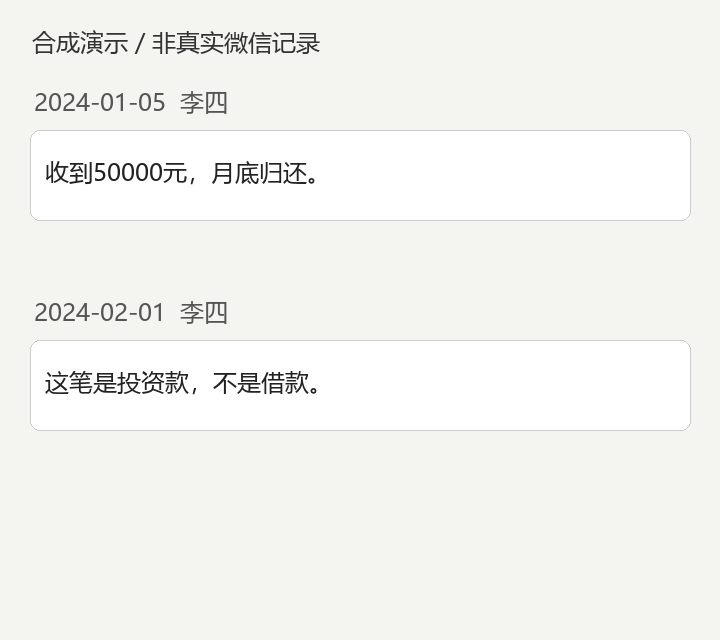 合成演示 / 非真实微信记录
2024-01-05 李四
收到50000元，月底归还。
2024-02-01 李四
这笔是投资款，不是借款。